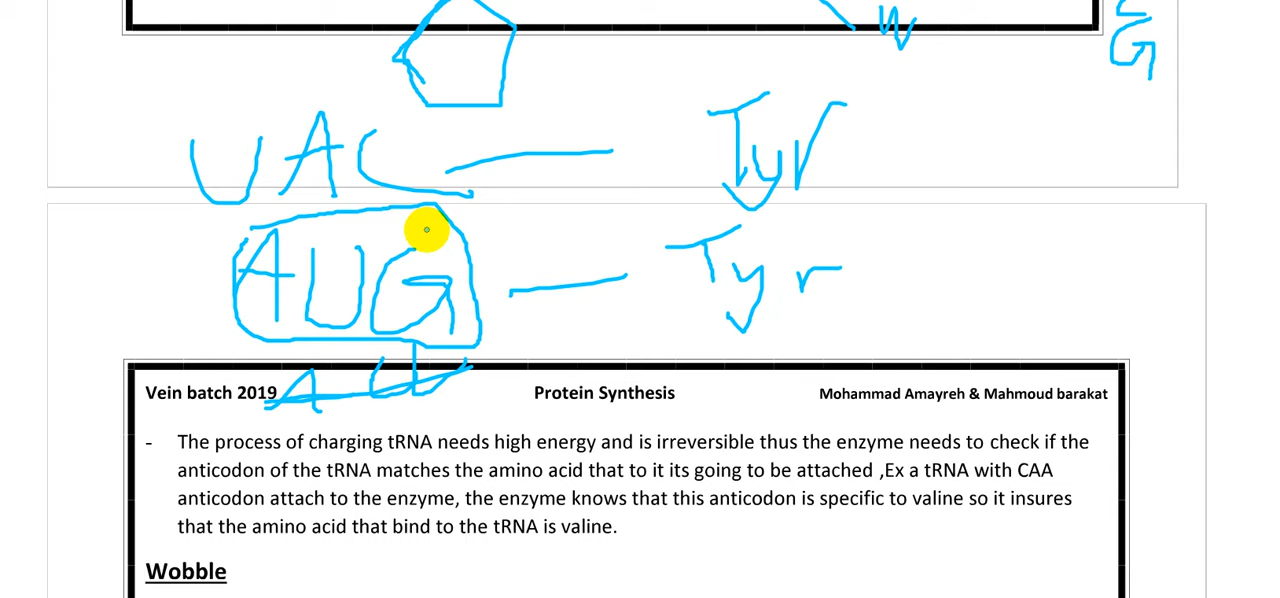 W
G
UAC — Tyr
AUG — Tyr
Vein batch 2019 Protein Synthesis Mohammad Amayreh & Mahmoud barakat
- The process of charging tRNA needs high energy and is irreversible thus the enzyme needs to check if the
anticodon of the tRNA matches the amino acid that to it its going to be attached ,Ex a tRNA with CAA
anticodon attach to the enzyme, the enzyme knows that this anticodon is specific to valine so it insures
that the amino acid that bind to the tRNA is valine.
Wobble